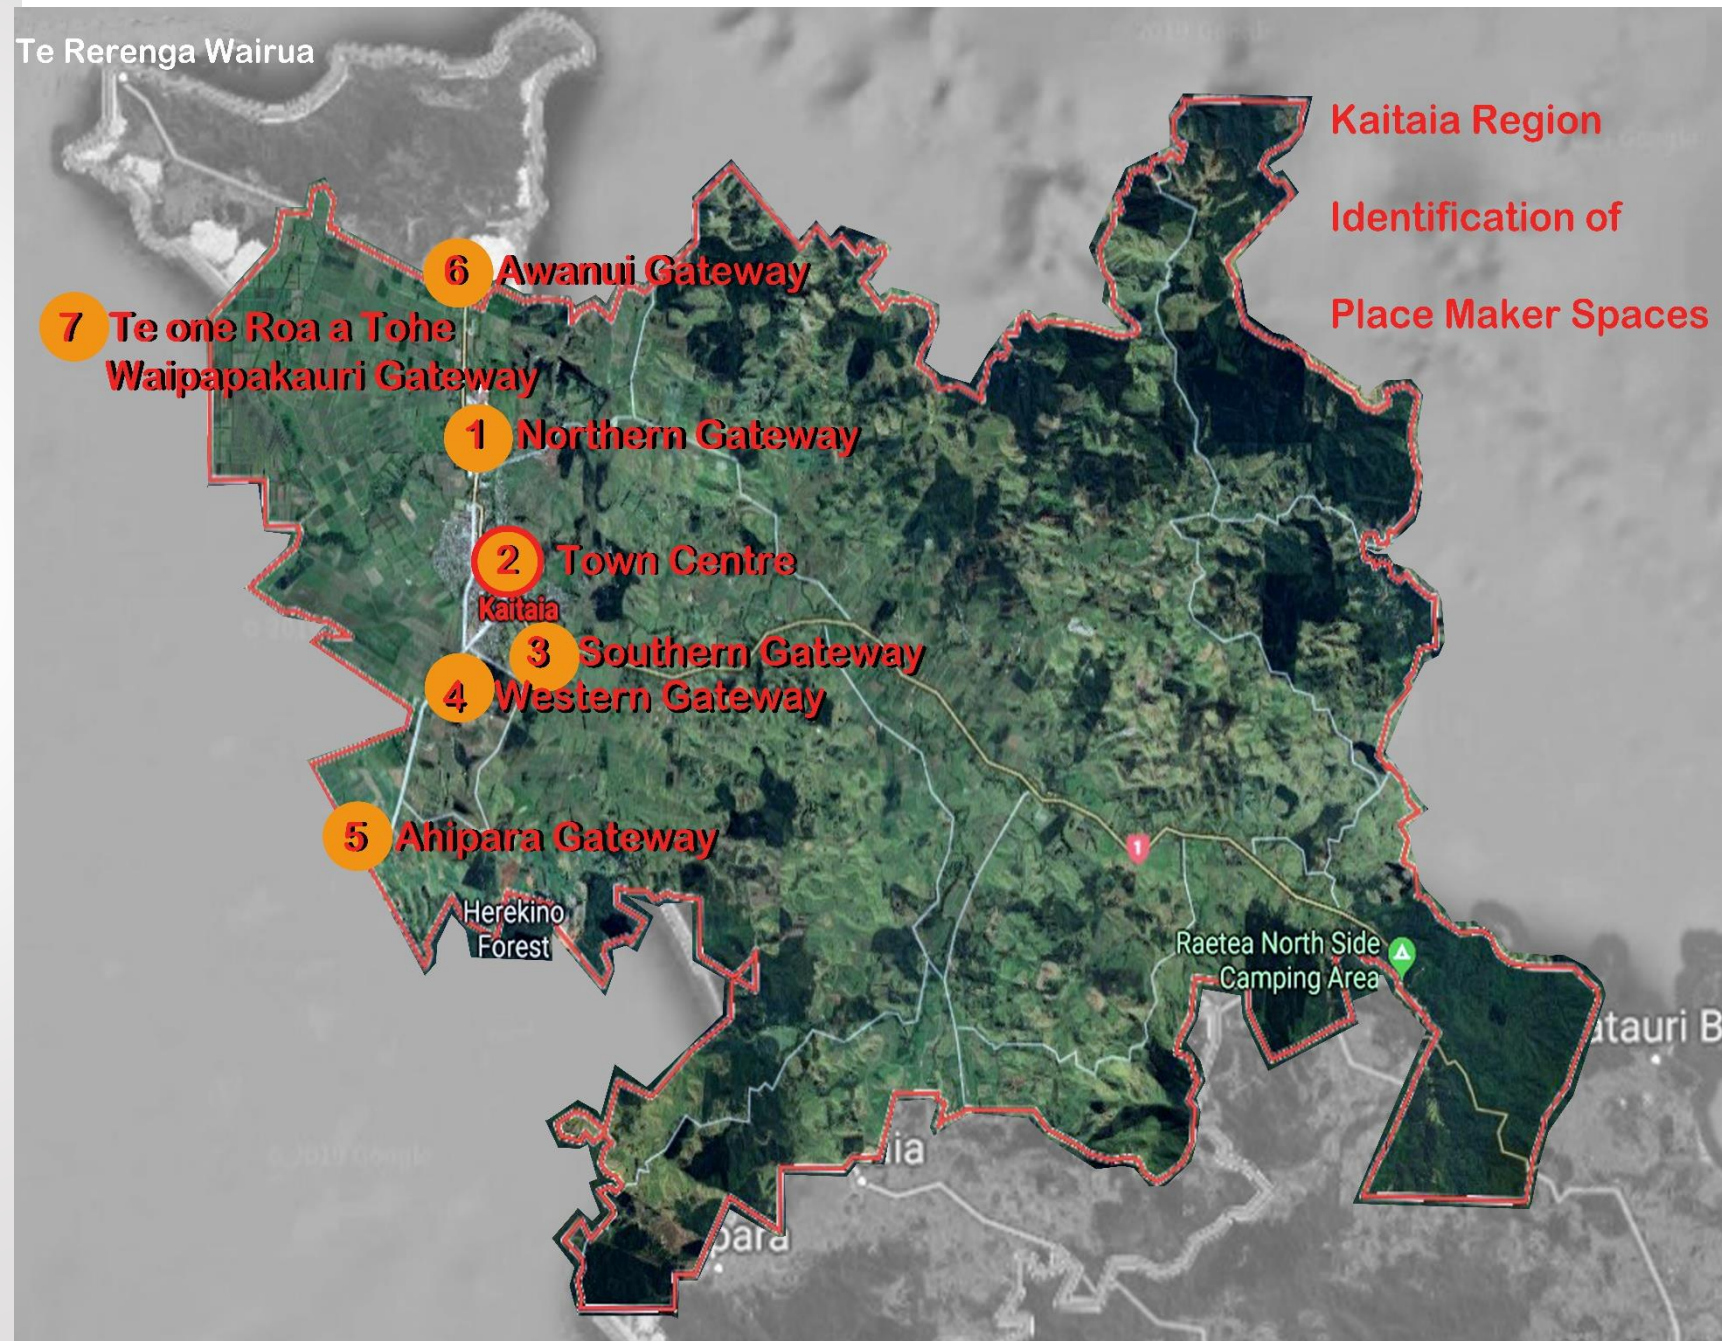 Te Rerenga Wairua
Kaitaia Region
Identification of
Place Maker Spaces
6 Awanui Gateway
7 Te one Roa a Tohe
Waipapakauri Gateway
1 Northern Gateway
2 Town Centre
Kaitaia
3 Southern Gateway
4 Western Gateway
5 Ahipara Gateway
1
Herekino
Forest
Raetea North Side
Camping Area
atauri B
ia
para
© 2019 Google